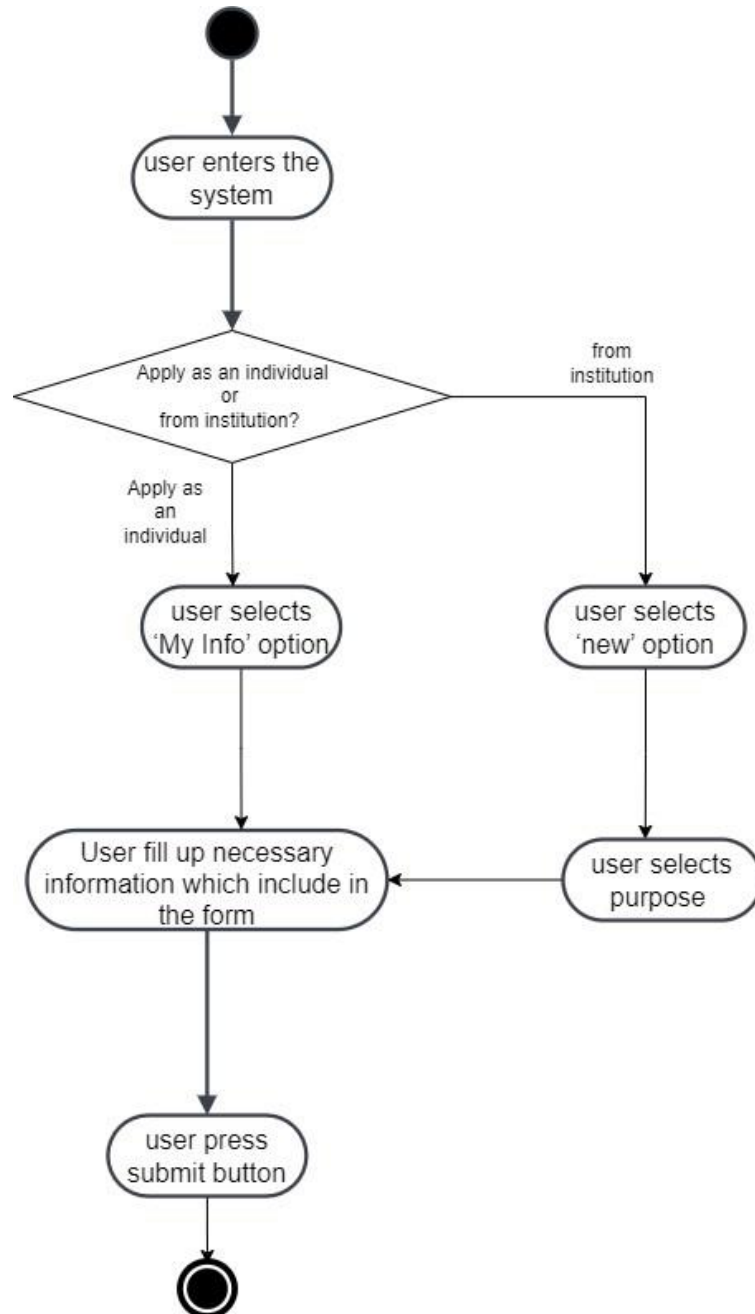 user enters the
system
Apply as an individual
or
from institution?
from
institution
Apply as
an
individual
user selects
‘My Info’ option
user selects
‘new’ option
User fill up necessary
information which include in
the form
user selects
purpose
user press
submit button